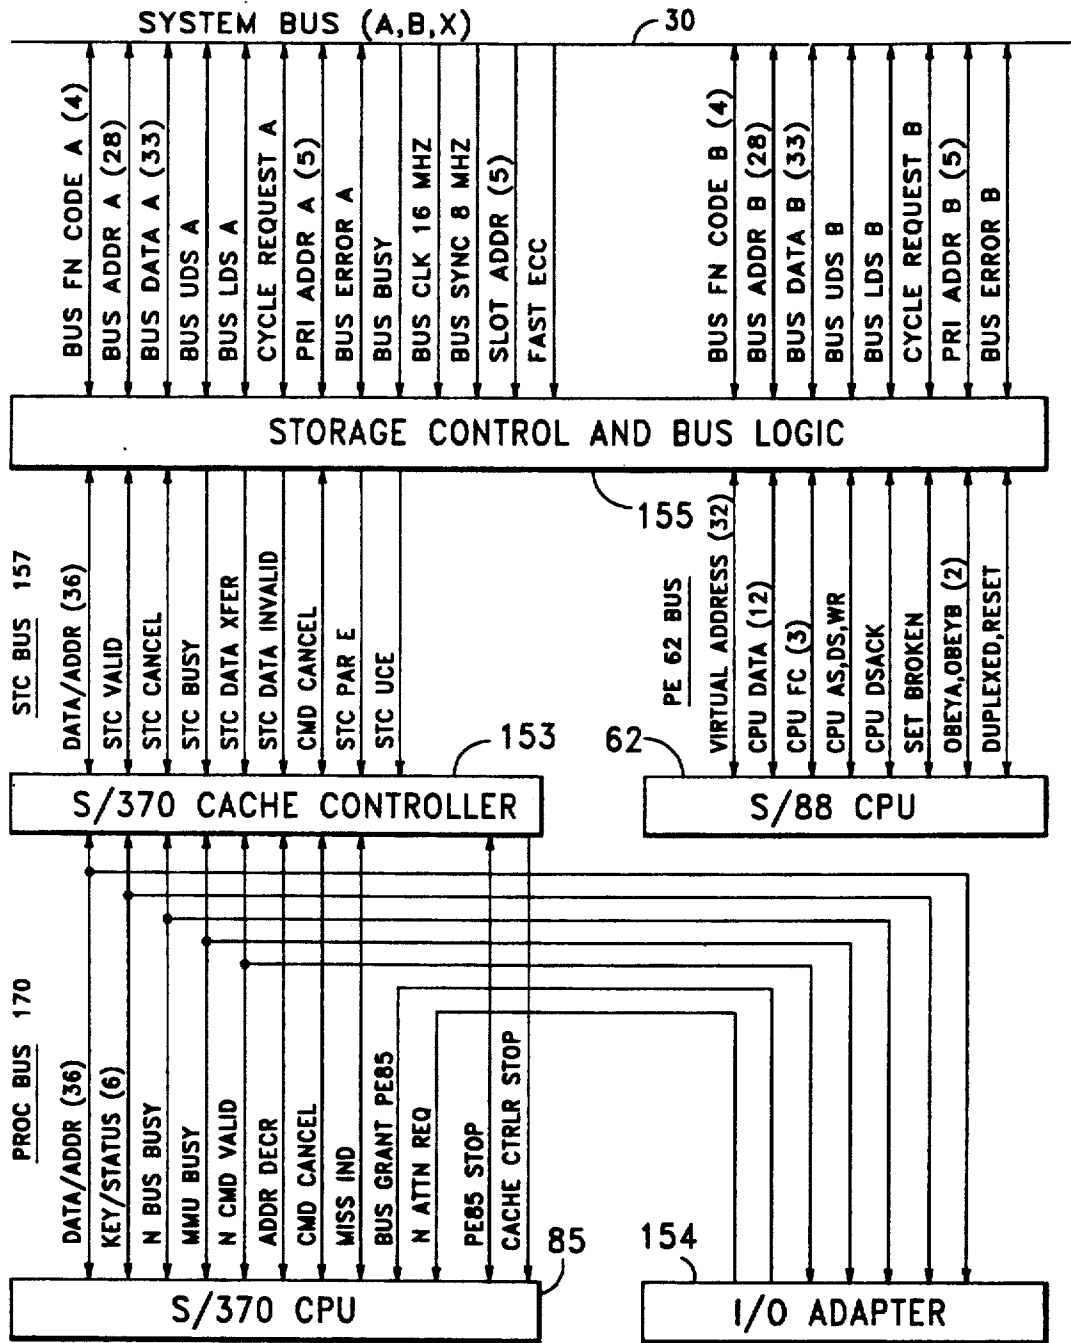 SYSTEM BUS (A,B,X)
30
BUS FN CODE A (4)
BUS ADDR A (28)
BUS DATA A (33)
BUS UDS A
BUS LDS A
CYCLE REQUEST A
PRI ADDR A (5)
BUS ERROR A
BUS BUSY
BUS CLK 16 MHZ
BUS SYNC 8 MHZ
SLOT ADDR (5)
FAST ECC
BUS FN CODE B (4)
BUS ADDR B (28)
BUS DATA B (33)
BUS UDS B
BUS LDS B
CYCLE REQUEST B
PRI ADDR B (5)
BUS ERROR B
STORAGE CONTROL AND BUS LOGIC
155
STC BUS 157
DATA/ADDR (36)
STC VALID
STC CANCEL
STC BUSY
STC DATA XFER
STC DATA INVALID
CMD CANCEL
STC PAR E
STC UCE
PE 62 BUS
VIRTUAL ADDRESS (32)
CPU DATA (12)
CPU FC (3)
CPU AS,DS,WR
CPU DSACK
SET BROKEN
OBEYA,OBEYB (2)
DUPLEXED,RESET
153
62
S/370 CACHE CONTROLLER
S/88 CPU
PROC BUS 170
DATA/ADDR (36)
KEY/STATUS (6)
N BUS BUSY
MMU BUSY
N CMD VALID
ADDR DECR
CMD CANCEL
MISS IND
BUS GRANT PE85
N ATTN REQ
PE85 STOP
CACHE CTRLR STOP
85
154
S/370 CPU
I/O ADAPTER